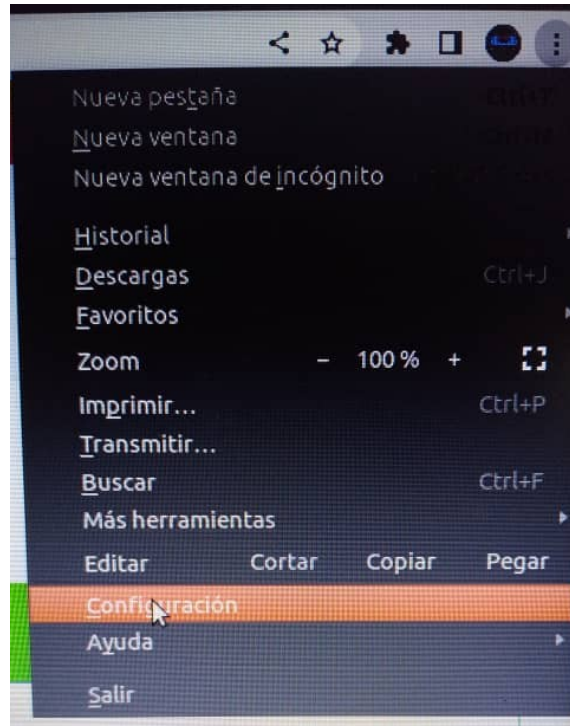 Nueva pestaña
Nueva ventana
Nueva ventana de incógnito
Historial
Descargas Ctrl+J
Favoritos
Zoom – 100 % +
Imprimir... Ctrl+P
Transmitir...
Buscar Ctrl+F
Más herramientas
Editar Cortar Copiar Pegar
Configuración
Ayuda
Salir